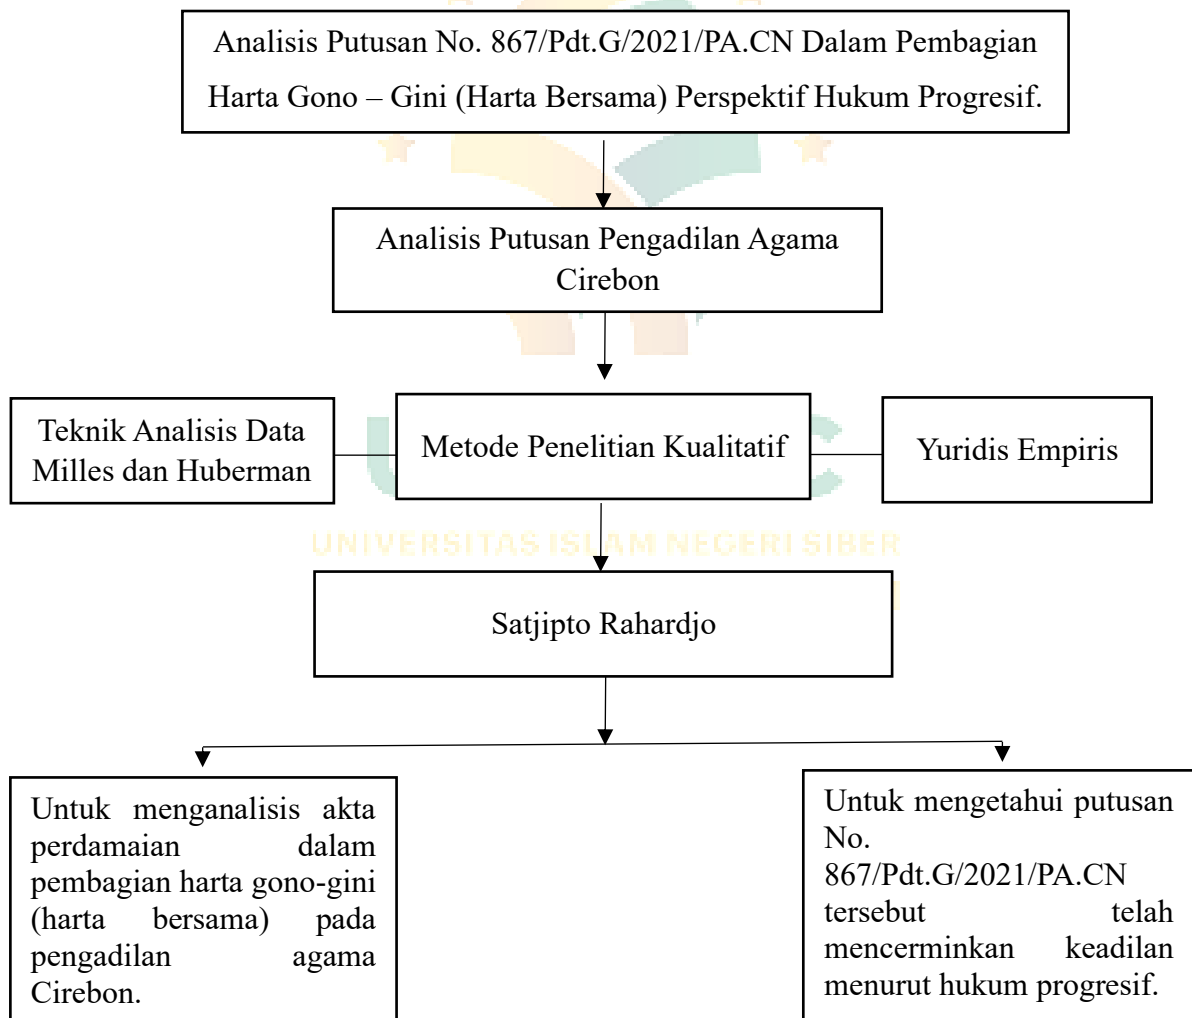 Analisis Putusan No. 867/Pdt.G/2021/PA.CN Dalam Pembagian
Harta Gono – Gini (Harta Bersama) Perspektif Hukum Progresif.
Analisis Putusan Pengadilan Agama
Cirebon
Teknik Analisis Data
Milles dan Huberman
Metode Penelitian Kualitatif
Yuridis Empiris
UNIVERSITAS ISLAM NEGERI SIBER
Satjipto Rahardjo
Untuk menganalisis akta
perdamaian dalam
pembagian harta gono-gini
(harta bersama) pada
pengadilan agama
Cirebon.
Untuk mengetahui putusan
No.
867/Pdt.G/2021/PA.CN
tersebut telah
mencerminkan keadilan
menurut hukum progresif.